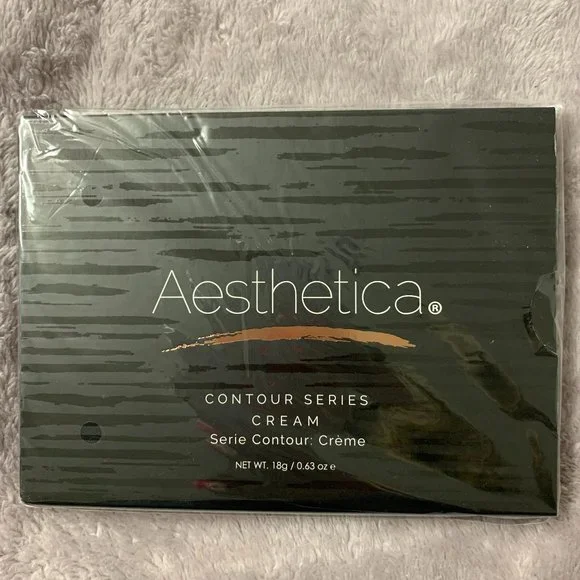 Aesthetica®
CONTOUR SERIES
CREAM
Serie Contour: Crème
NET WT. 18g / 0.63 oz e